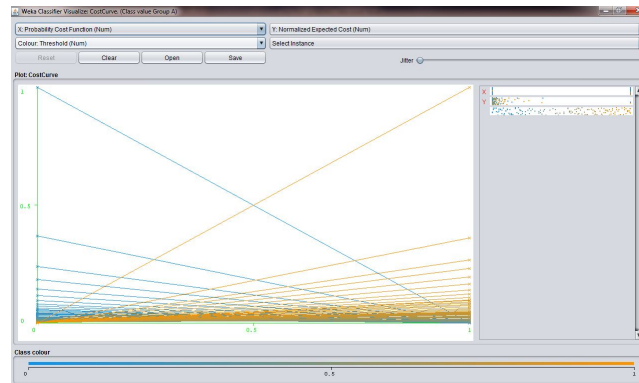 Weka Classifier Visualize: CostCurve. (Class value Group A)
X: Probability Cost Function (Num) Y: Normalized Expected Cost (Num)
Colour: Threshold (Num) Select Instance
Reset Clear Open Save Jitter
Plot: CostCurve
1
X
Y
0.5
0
0 0.5 1
Class colour
0 0.5 1